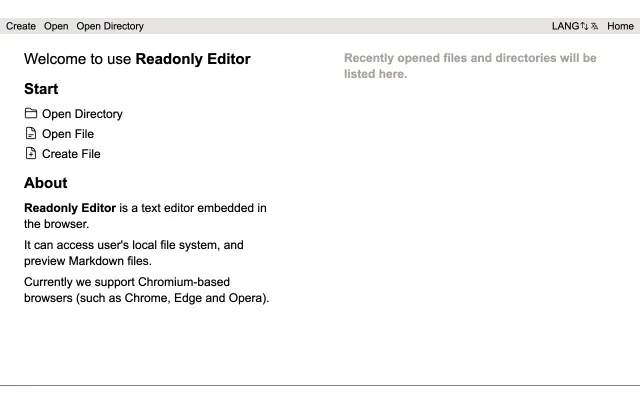 Create Open Open Directory
LANG Home
Welcome to use Readonly Editor
Start
Open Directory
Open File
Create File
About
Readonly Editor is a text editor embedded in
the browser.
It can access user's local file system, and
preview Markdown files.
Currently we support Chromium-based
browsers (such as Chrome, Edge and Opera).
Recently opened files and directories will be
listed here.